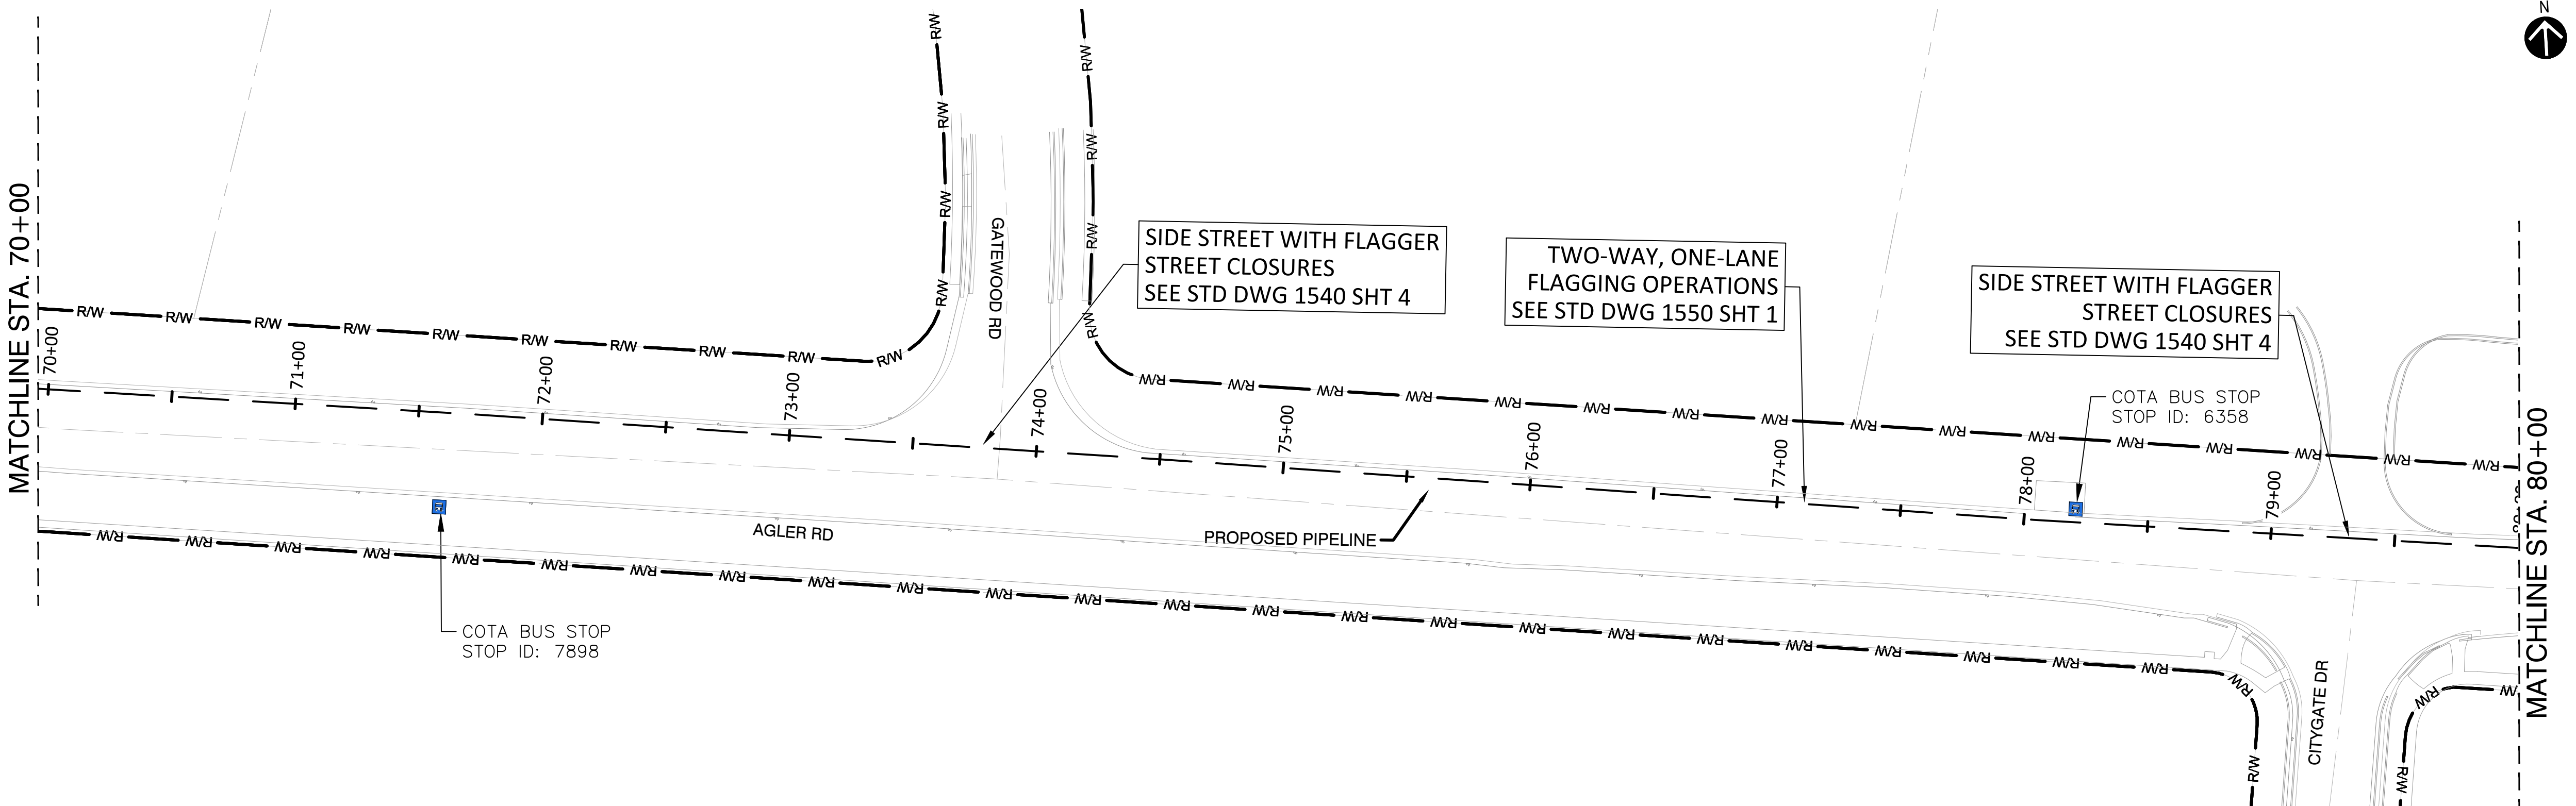 N
MATCHLINE STA. 70+00
MATCHLINE STA. 80+00
R/W R/W R/W R/W R/W R/W R/W R/W R/W R/W
R/W R/W R/W R/W R/W
R/W R/W R/W R/W
R/W R/W R/W R/W R/W R/W R/W R/W R/W R/W R/W R/W R/W R/W R/W R/W
GATEWOOD RD
SIDE STREET WITH FLAGGER
STREET CLOSURES
SEE STD DWG 1540 SHT 4
TWO-WAY, ONE-LANE
FLAGGING OPERATIONS
SEE STD DWG 1550 SHT 1
SIDE STREET WITH FLAGGER
STREET CLOSURES
SEE STD DWG 1540 SHT 4
COTA BUS STOP
STOP ID: 6358
70+00
71+00
72+00
73+00
74+00
75+00
76+00
77+00
78+00
79+00
AGLER RD
PROPOSED PIPELINE
COTA BUS STOP
STOP ID: 7898
R/W R/W R/W R/W R/W R/W R/W R/W R/W R/W R/W R/W R/W R/W R/W R/W R/W R/W R/W R/W R/W R/W R/W R/W R/W R/W
CITYGATE DR
R/W
R/W R/W